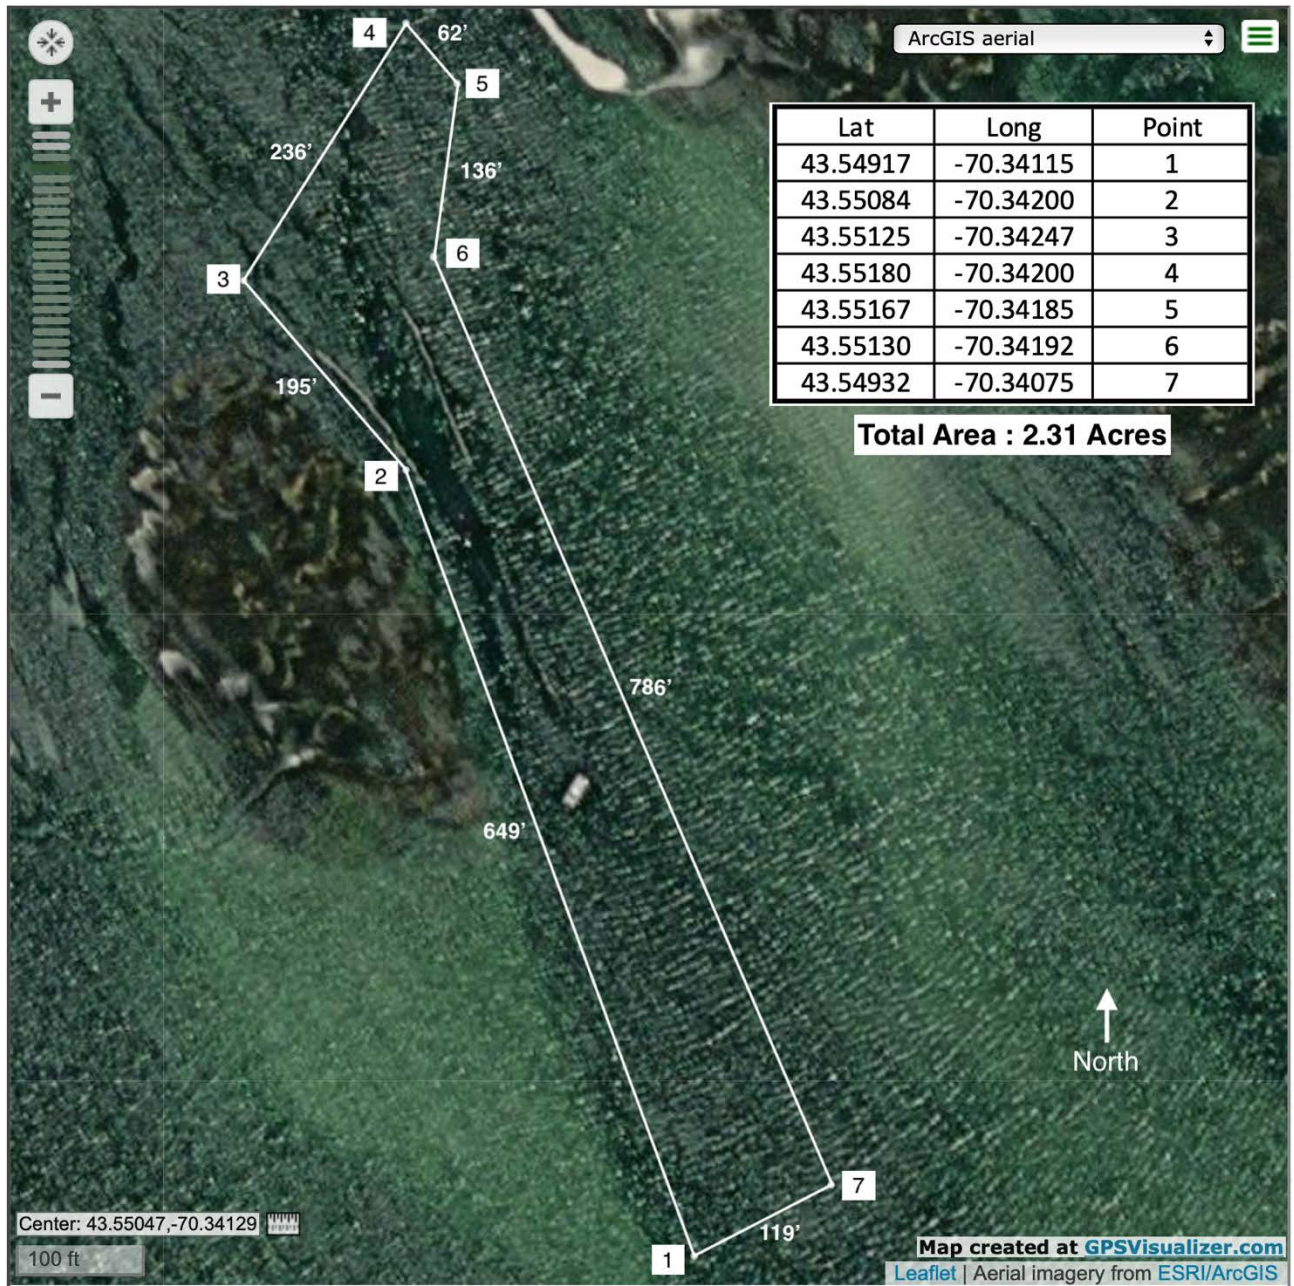 ArcGIS aerial
4
62'
5
236'
136'
6
3
195'
2
Lat Long Point
43.54917 -70.34115 1
43.55084 -70.34200 2
43.55125 -70.34247 3
43.55180 -70.34200 4
43.55167 -70.34185 5
43.55130 -70.34192 6
43.54932 -70.34075 7
Total Area : 2.31 Acres
786'
649'
North
7
119'
1
Center: 43.55047,-70.34129
100 ft
Map created at GPSVisualizer.com
Leaflet | Aerial imagery from ESRI/ArcGIS